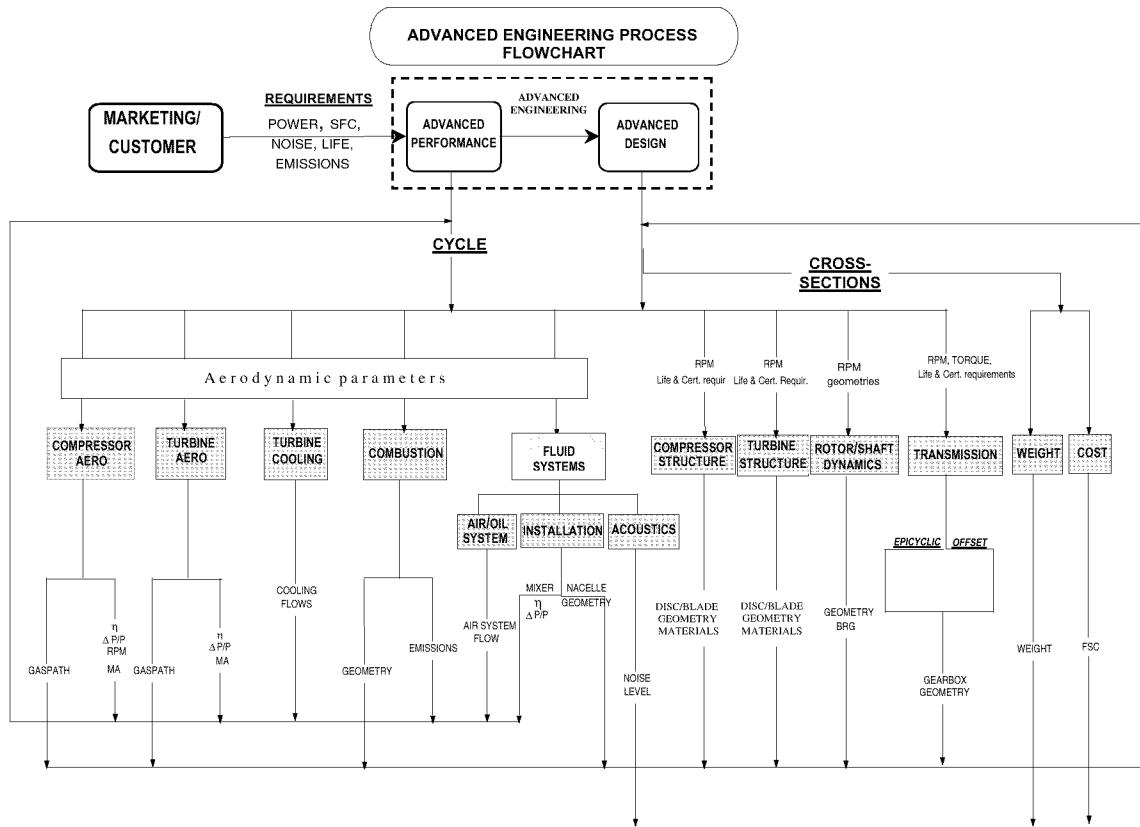 ADVANCED ENGINEERING PROCESS
FLOWCHART
REQUIREMENTS
POWER, SFC,
NOISE, LIFE,
EMISSIONS
MARKETING/
CUSTOMER
ADVANCED
PERFORMANCE
ADVANCED
ENGINEERING
ADVANCED
DESIGN
CYCLE
CROSS-
SECTIONS
Aerodynamic parameters
RPM
Life & Cert. requir
RPM
Life & Cert. Requir.
RPM
geometries
RPM, TORQUE,
Life & Cert. requirements
COMPRESSOR
AERO
TURBINE
AERO
TURBINE
COOLING
COMBUSTION
FLUID
SYSTEMS
COMPRESSOR
STRUCTURE
TURBINE
STRUCTURE
ROTOR/SHAFT
DYNAMICS
TRANSMISSION
WEIGHT
COST
AIR/OIL
SYSTEM
INSTALLATION
ACOUSTICS
EPICYCLIC
OFFSET
COOLING
FLOWS
MIXER
η
Δ P/P
NACELLE
GEOMETRY
AIR SYSTEM
FLOW
DISC/BLADE
GEOMETRY
MATERIALS
DISC/BLADE
GEOMETRY
MATERIALS
GEOMETRY
BRG
GASPATH
η
Δ P/P
RPM
MA
GASPATH
η
Δ P/P
MA
GEOMETRY
EMISSIONS
NOISE
LEVEL
GEARBOX
GEOMETRY
WEIGHT
FSC